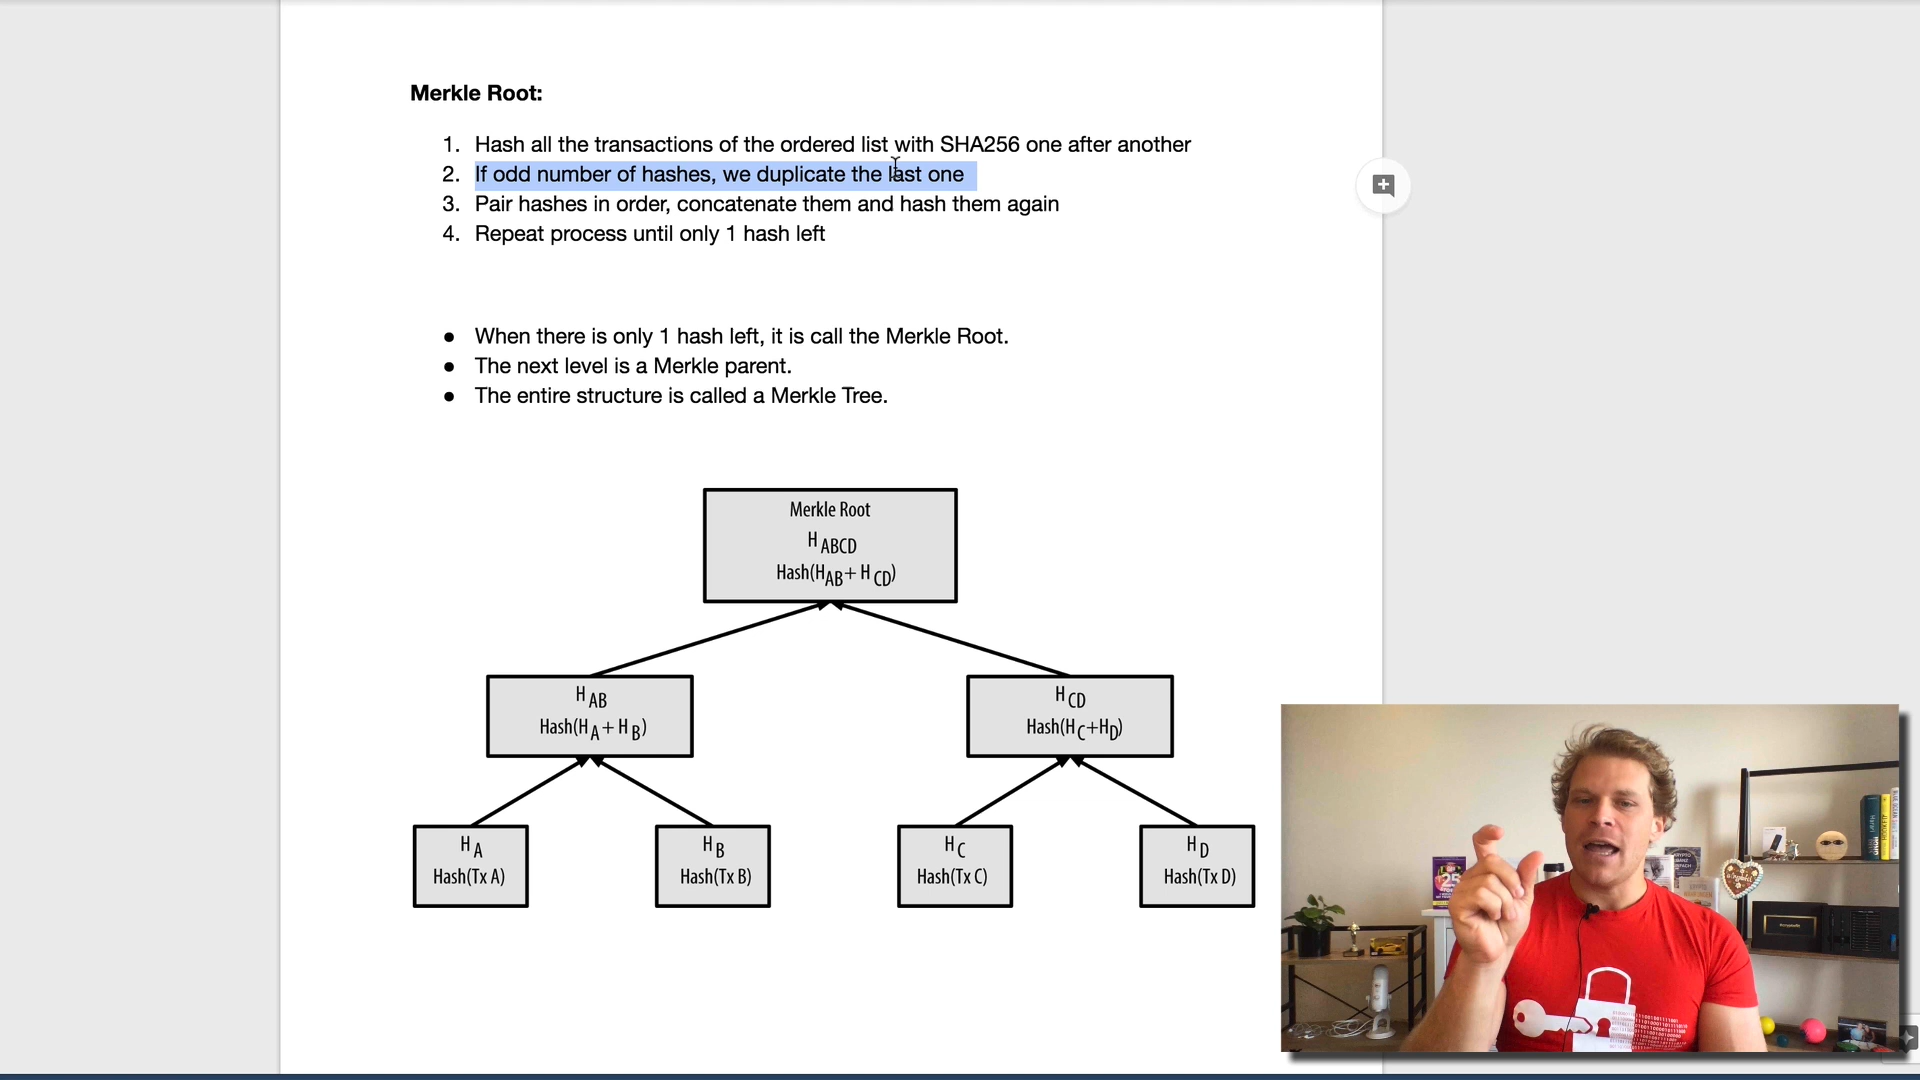 Merkle Root:
1. Hash all the transactions of the ordered list with SHA256 one after another
2. If odd number of hashes, we duplicate the last one
3. Pair hashes in order, concatenate them and hash them again
4. Repeat process until only 1 hash left
● When there is only 1 hash left, it is call the Merkle Root.
● The next level is a Merkle parent.
● The entire structure is called a Merkle Tree.
Merkle Root
H ABCD
Hash(HAB+ H CD)
H AB
Hash(H A+ H B)
H CD
Hash(HC+HD)
H A
Hash(Tx A)
H B
Hash(Tx B)
H C
Hash(Tx C)
H D
Hash(Tx D)
25